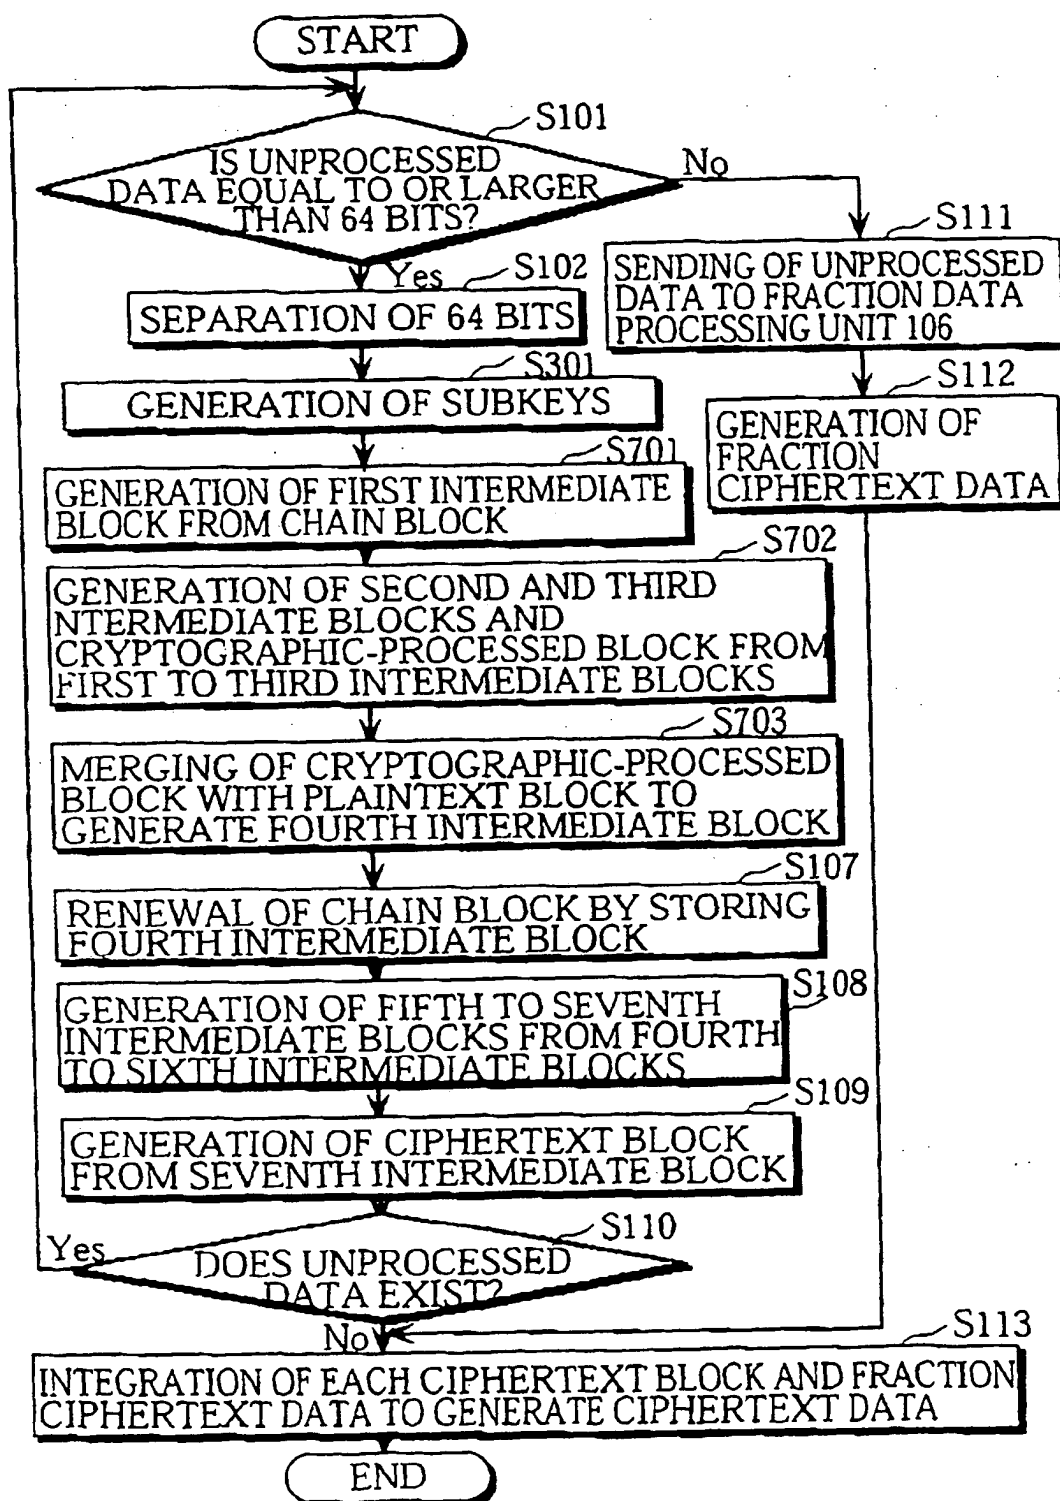 START
S101
IS UNPROCESSED
DATA EQUAL TO OR LARGER
THAN 64 BITS?
No
Yes
S102
SEPARATION OF 64 BITS
S301
GENERATION OF SUBKEYS
S701
GENERATION OF FIRST INTERMEDIATE
BLOCK FROM CHAIN BLOCK
S702
GENERATION OF SECOND AND THIRD
NTERMEDIATE BLOCKS AND
CRYPTOGRAPHIC-PROCESSED BLOCK FROM
FIRST TO THIRD INTERMEDIATE BLOCKS
S703
MERGING OF CRYPTOGRAPHIC-PROCESSED
BLOCK WITH PLAINTEXT BLOCK TO
GENERATE FOURTH INTERMEDIATE BLOCK
S107
RENEWAL OF CHAIN BLOCK BY STORING
FOURTH INTERMEDIATE BLOCK
S108
GENERATION OF FIFTH TO SEVENTH
INTERMEDIATE BLOCKS FROM FOURTH
TO SIXTH INTERMEDIATE BLOCKS
S109
GENERATION OF CIPHERTEXT BLOCK
FROM SEVENTH INTERMEDIATE BLOCK
S110
Yes
DOES UNPROCESSED
DATA EXIST?
No
S111
SENDING OF UNPROCESSED
DATA TO FRACTION DATA
PROCESSING UNIT 106
S112
GENERATION OF
FRACTION
CIPHERTEXT DATA
S113
INTEGRATION OF EACH CIPHERTEXT BLOCK AND FRACTION
CIPHERTEXT DATA TO GENERATE CIPHERTEXT DATA
END